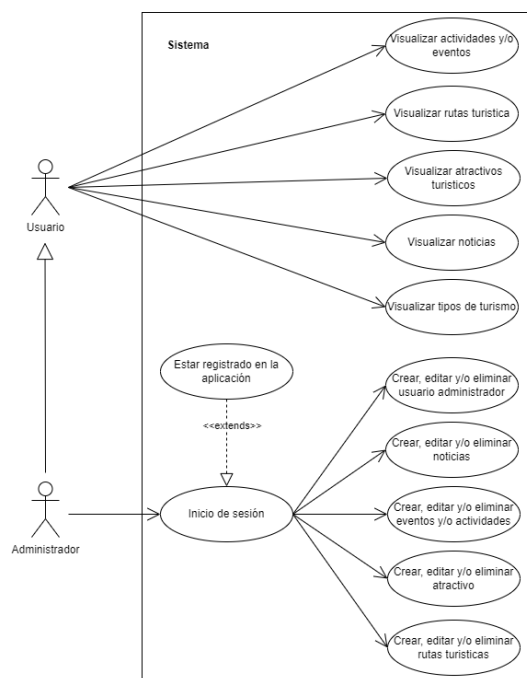 Sistema
Visualizar actividades y/o
eventos
Visualizar rutas turistica
Visualizar atractivos
turisticos
Usuario
Visualizar noticias
Visualizar tipos de turismo
Estar registrado en la
aplicación
<<extends>>
Crear, editar y/o eliminar
usuario administrador
Crear, editar y/o eliminar
noticias
Administrador
Inicio de sesión
Crear, editar y/o eliminar
eventos y/o actividades
Crear, editar y/o eliminar
atractivo
Crear, editar y/o eliminar
rutas turisticas